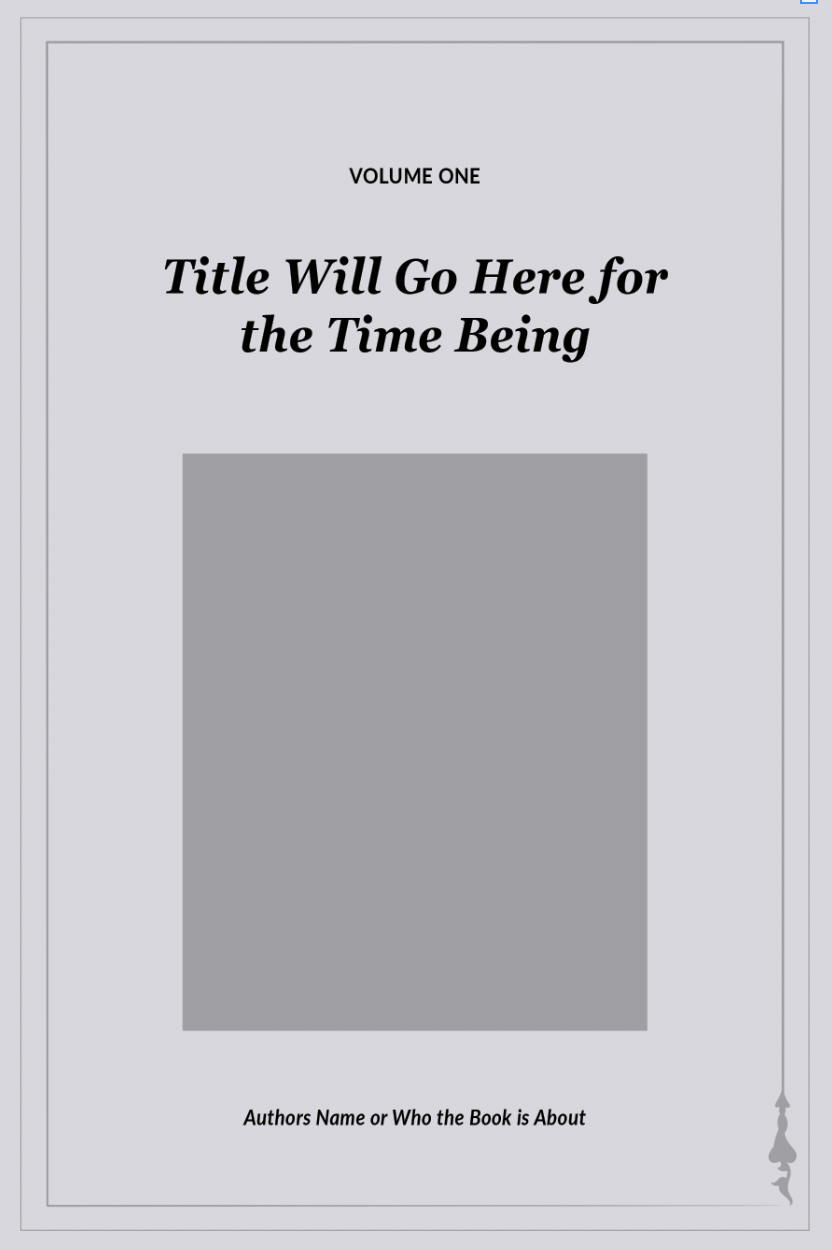 VOLUME ONE
Title Will Go Here for
the Time Being
Authors Name or Who the Book is About